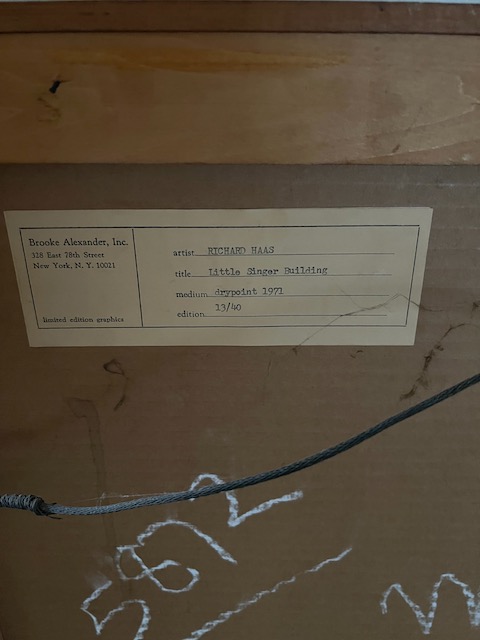 Brooke Alexander, Inc.
318 East 78th Street
New York, N. Y. 10021
limited edition graphics
artist RICHARD HAAS
title Little Singer Building
medium drypoint 1971
edition 13/40